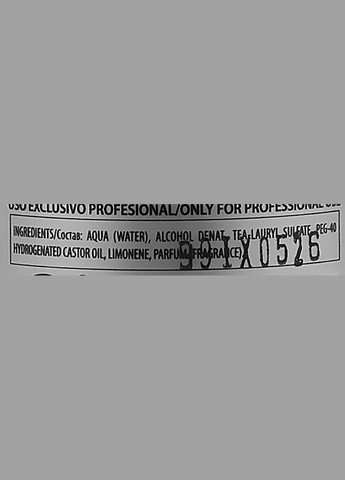 USO EXCLUSIVO PROFESIONAL/ONLY FOR PROFESSIONAL USE
INGREDIENTS/Состав: AQUA (WATER), ALCOHOL DENAT, TEA-LAURYL SULFATE, PEG-40
HYDROGENATED CASTOR OIL, LIMONENE, PARFUM (FRAGRANCE)